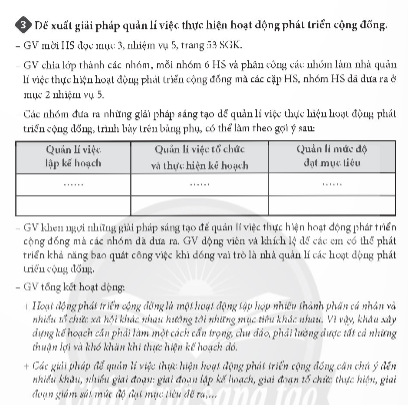 3 Đề xuất giải pháp quản lí việc thực hiện hoạt động phát triển cộng đồng.
– GV mời HS đọc mục 3, nhiệm vụ 5, trang 53 SGK.
– GV chia lớp thành các nhóm, mỗi nhóm 6 HS và phân công các nhóm làm nhà quản
lí việc thực hiện hoạt động phát triển cộng đồng mà các cặp HS, nhóm HS đã đưa ra ở
mục 2 nhiệm vụ 5.
Các nhóm đưa ra những giải pháp sáng tạo để quản lí việc thực hiện hoạt động phát
triển cộng đồng, trình bày trên bảng phụ, có thể làm theo gợi ý sau:
Quản lí việc Quản lí việc tổ chức Quản lí mức độ
lập kế hoạch và thực hiện kế hoạch đạt mục tiêu
...... ...... ......
– GV khen ngợi những giải pháp sáng tạo để quản lí việc thực hiện hoạt động phát triển
cộng đồng mà các nhóm đã đưa ra. GV động viên và khích lệ để các em có thể phát
triển khả năng bao quát công việc khi đóng vai trò là nhà quản lí các hoạt động phát
triển cộng đồng.
– GV tổng kết hoạt động:
+ Hoạt động phát triển cộng đồng là một hoạt động tập hợp nhiều thành phần cá nhân và
nhiều tổ chức xã hội khác nhau hướng tới những mục tiêu khác nhau. Vì vậy, khâu xây
dựng kế hoạch cần phải làm một cách cẩn trọng, chu đáo, phải lường được tất cả những
thuận lợi và khó khăn khi thực hiện kế hoạch đó.
+ Các giải pháp để quản lí việc thực hiện hoạt động phát triển cộng đồng cần chú ý đến
nhiều khâu, nhiều giai đoạn: giai đoạn lập kế hoạch, giai đoạn tổ chức thực hiện, giai
đoạn giám sát mức độ đạt mục tiêu đề ra,...